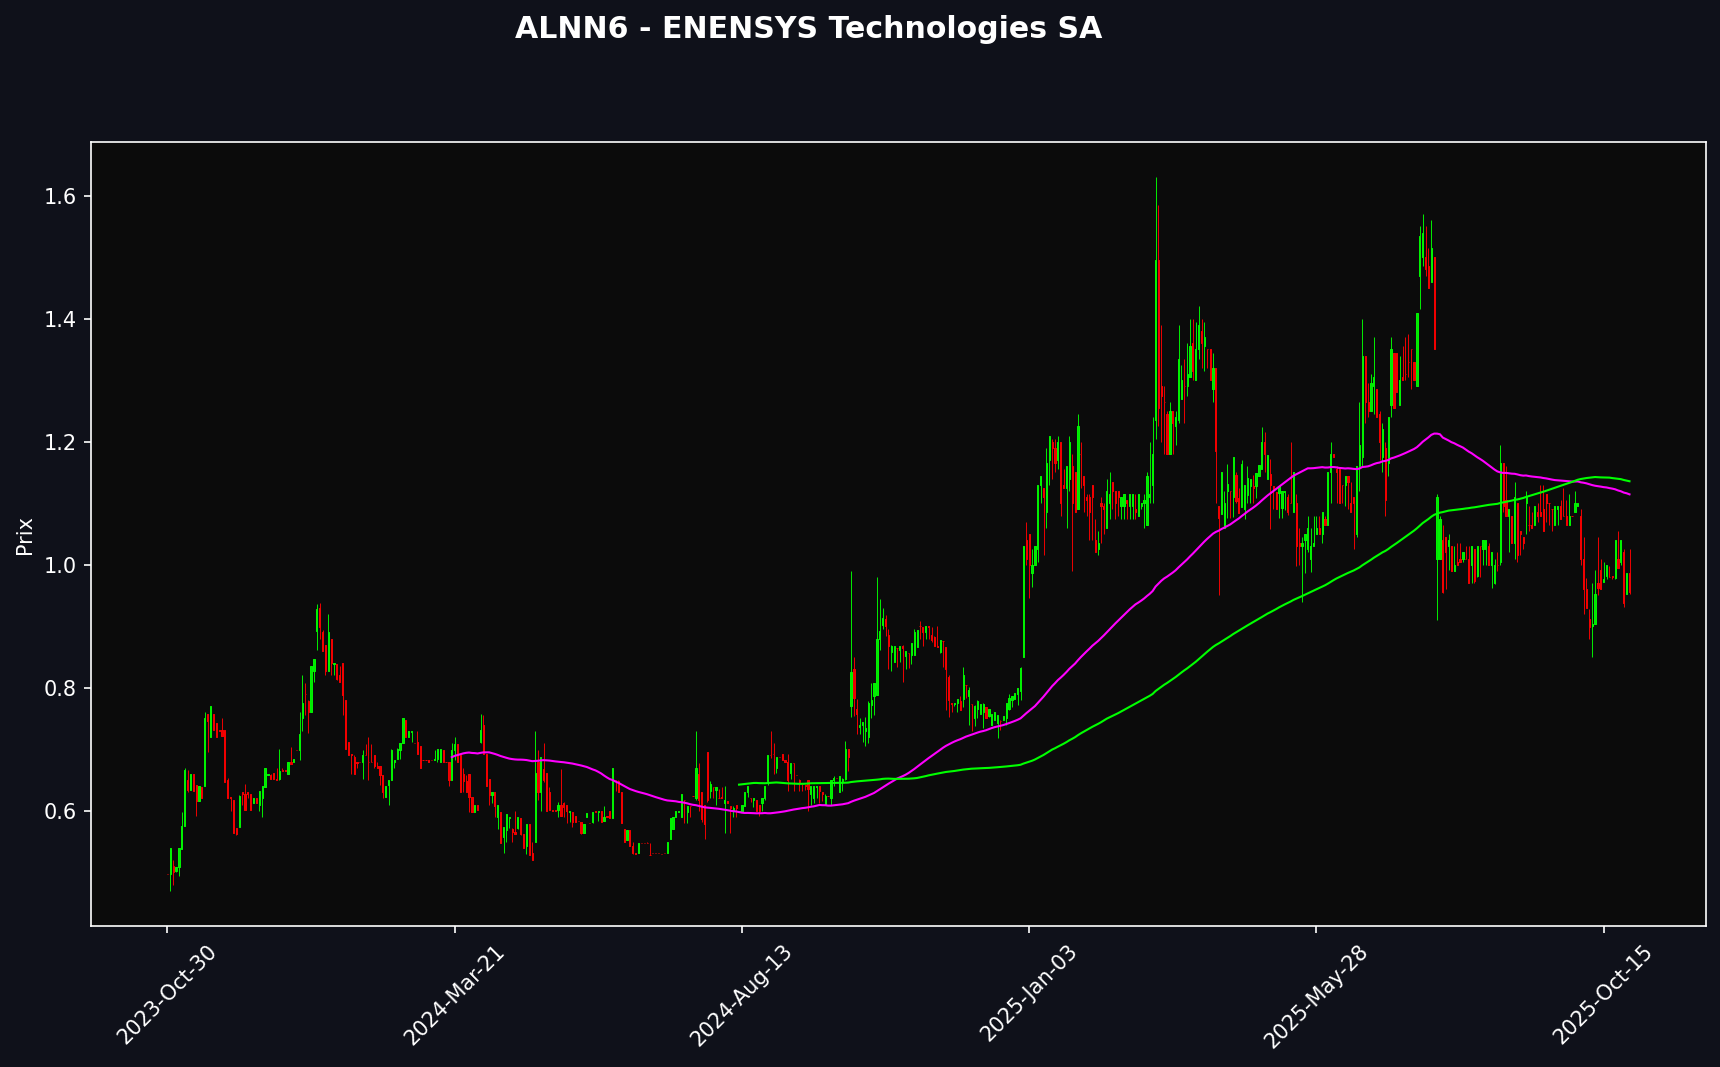 ALNN6 - ENENSYS Technologies SA
Prix
1.6
1.4
1.2
1.0
0.8
0.6
2023-Oct-30
2024-Mar-21
2024-Aug-13
2025-Jan-03
2025-May-28
2025-Oct-15